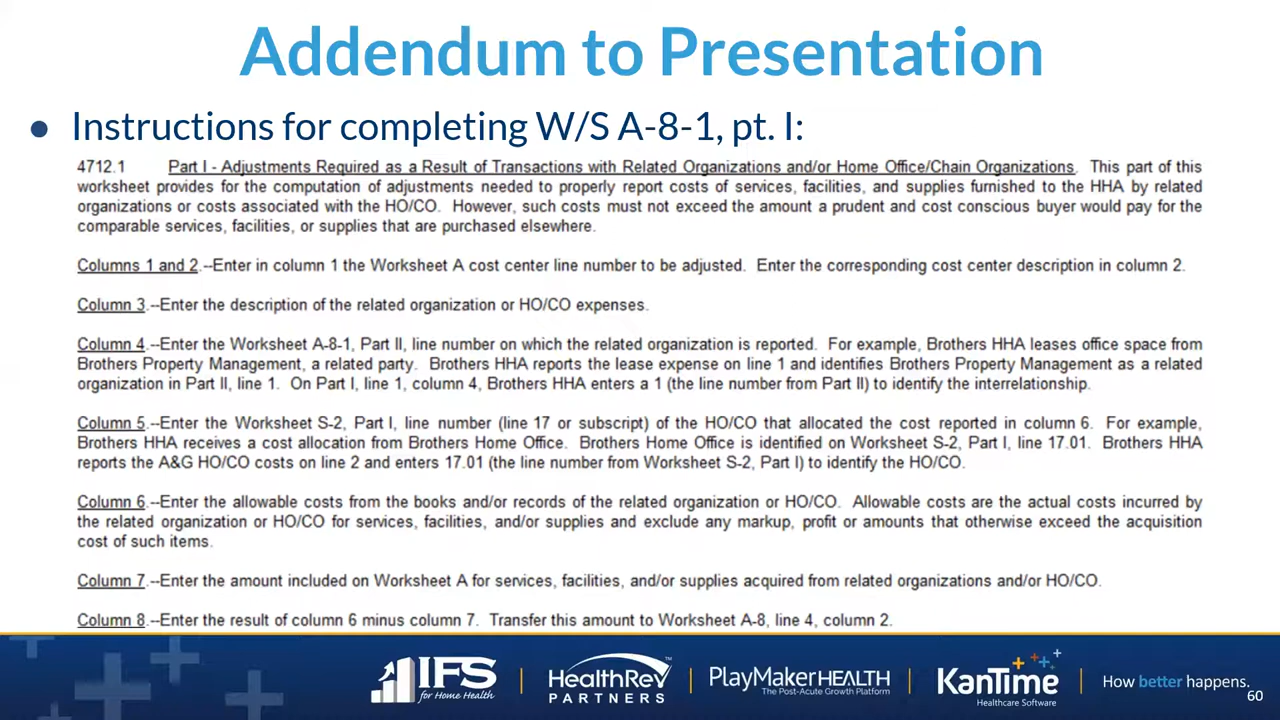 Addendum to Presentation
● Instructions for completing W/S A-8-1, pt. I:
4712.1 Part I - Adjustments Required as a Result of Transactions with Related Organizations and/or Home Office/Chain Organizations. This part of this
worksheet provides for the computation of adjustments needed to properly report costs of services, facilities, and supplies furnished to the HHA by related
organizations or costs associated with the HO/CO. However, such costs must not exceed the amount a prudent and cost conscious buyer would pay for the
comparable services, facilities, or supplies that are purchased elsewhere.
Columns 1 and 2.--Enter in column 1 the Worksheet A cost center line number to be adjusted. Enter the corresponding cost center description in column 2.
Column 3.--Enter the description of the related organization or HO/CO expenses.
Column 4.--Enter the Worksheet A-8-1, Part II, line number on which the related organization is reported. For example, Brothers HHA leases office space from
Brothers Property Management, a related party. Brothers HHA reports the lease expense on line 1 and identifies Brothers Property Management as a related
organization in Part II, line 1. On Part I, line 1, column 4, Brothers HHA enters a 1 (the line number from Part II) to identify the interrelationship.
Column 5.--Enter the Worksheet S-2, Part I, line number (line 17 or subscript) of the HO/CO that allocated the cost reported in column 6. For example,
Brothers HHA receives a cost allocation from Brothers Home Office. Brothers Home Office is identified on Worksheet S-2, Part I, line 17.01. Brothers HHA
reports the A&G HO/CO costs on line 2 and enters 17.01 (the line number from Worksheet S-2, Part I) to identify the HO/CO.
Column 6.--Enter the allowable costs from the books and/or records of the related organization or HO/CO. Allowable costs are the actual costs incurred by
the related organization or HO/CO for services, facilities, and/or supplies and exclude any markup, profit or amounts that otherwise exceed the acquisition
cost of such items.
Column 7.--Enter the amount included on Worksheet A for services, facilities, and/or supplies acquired from related organizations and/or HO/CO.
Column 8.--Enter the result of column 6 minus column 7. Transfer this amount to Worksheet A-8, line 4, column 2.
IFS
for Home Health
HealthRev™
PARTNERS
PlayMakerHEALTH
The Post-Acute Growth Platform
KanTime
Healthcare Software
How better happens.
60